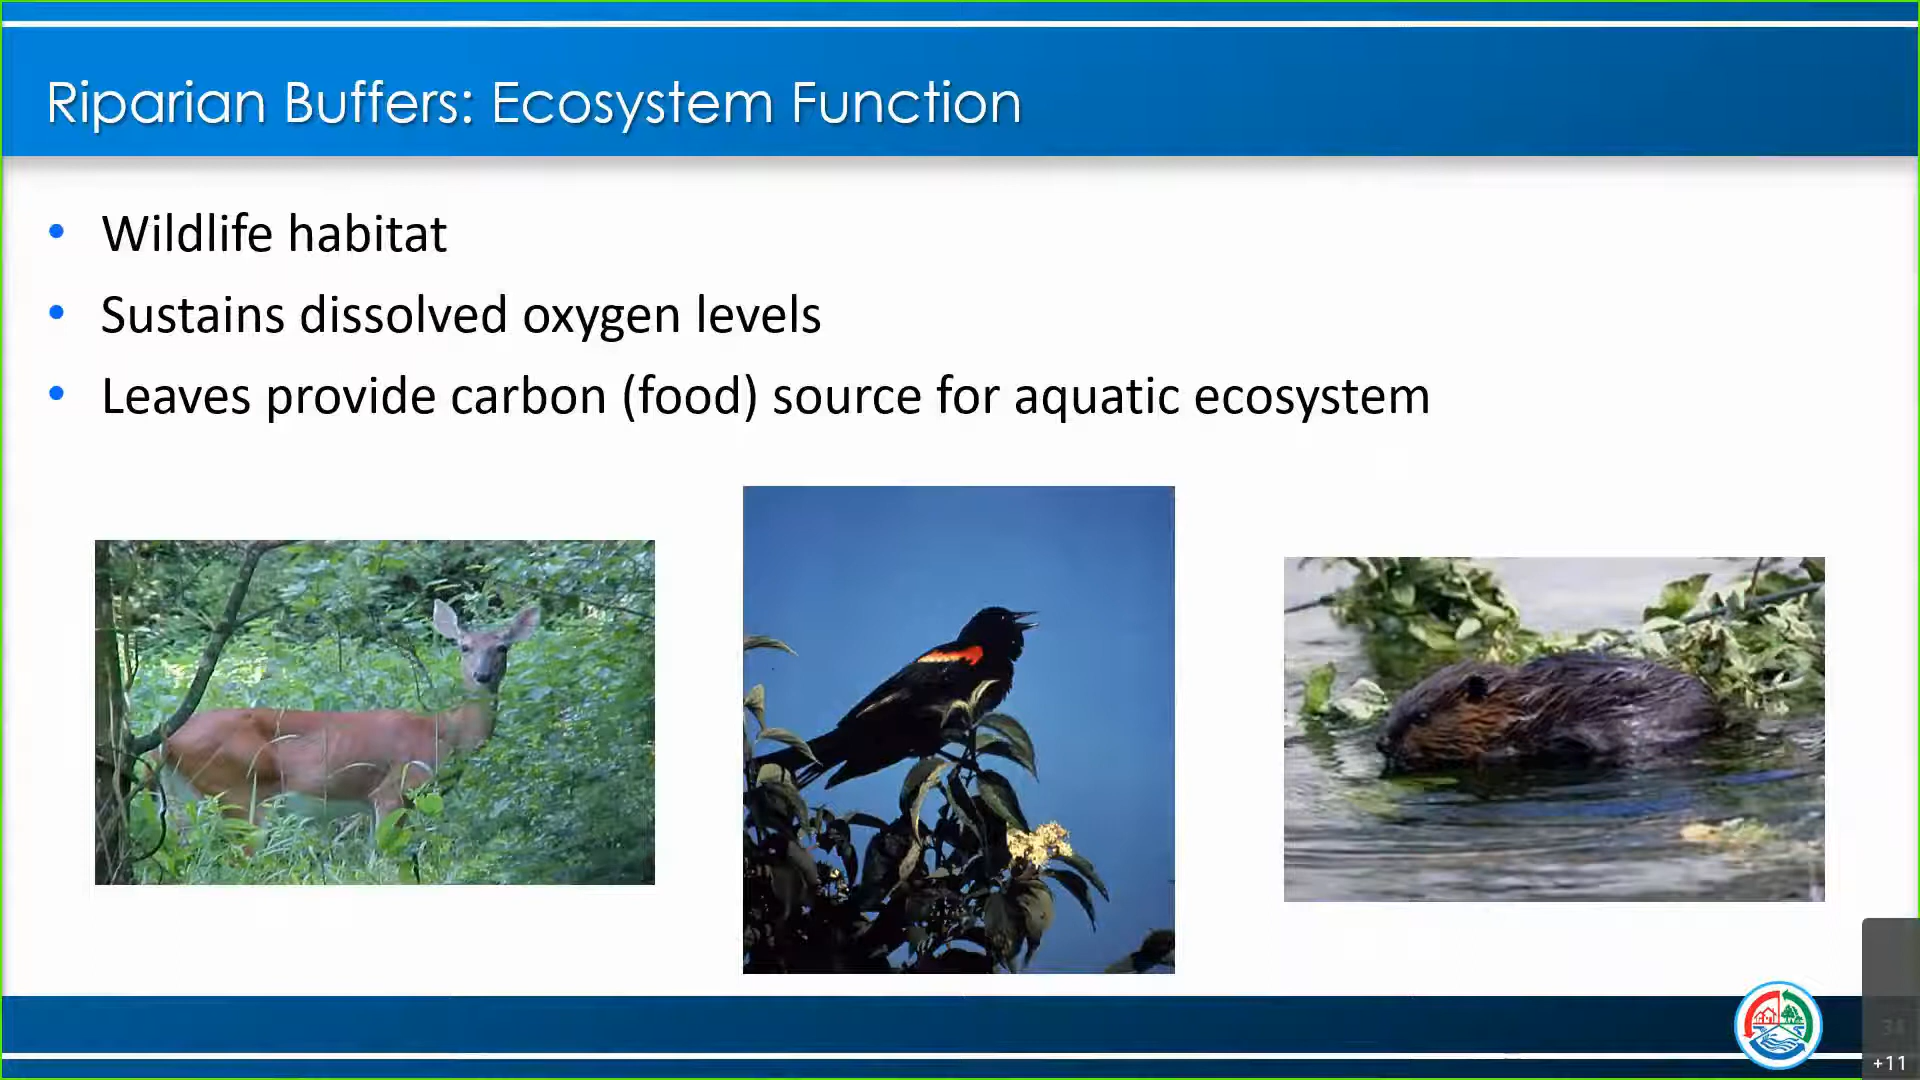 Riparian Buffers: Ecosystem Function
• Wildlife habitat
• Sustains dissolved oxygen levels
• Leaves provide carbon (food) source for aquatic ecosystem
+11